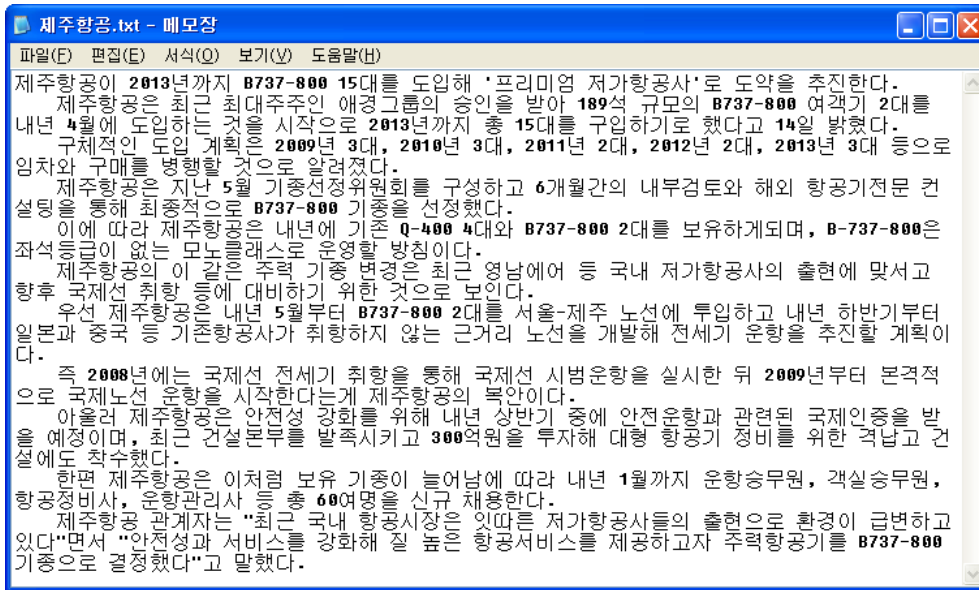 제주항공.txt - 메모장
파일(F) 편집(E) 서식(O) 보기(V) 도움말(H)
제주항공이 2013년까지 B737-800 15대를 도입해 '프리미엄 저가항공사'로 도약을 추진한다.
제주항공은 최근 최대주주인 애경그룹의 승인을 받아 189석 규모의 B737-800 여객기 2대를
내년 4월에 도입하는 것을 시작으로 2013년까지 총 15대를 구입하기로 했다고 14일 밝혔다.
구체적인 도입 계획은 2009년 3대, 2010년 3대, 2011년 2대, 2012년 2대, 2013년 3대 등으로
임차와 구매를 병행할 것으로 알려졌다.
제주항공은 지난 5월 기종선정위원회를 구성하고 6개월간의 내부검토와 해외 항공기전문 컨
설팅을 통해 최종적으로 B737-800 기종을 선정했다.
이에 따라 제주항공은 내년에 기존 Q-400 4대와 B737-800 2대를 보유하게되며, B-737-800은
좌석등급이 없는 모노클래스로 운영할 방침이다.
제주항공의 이 같은 주력 기종 변경은 최근 영남에어 등 국내 저가항공사의 출현에 맞서고
향후 국제선 취항 등에 대비하기 위한 것으로 보인다.
우선 제주항공은 내년 5월부터 B737-800 2대를 서울-제주 노선에 투입하고 내년 하반기부터
일본과 중국 등 기존항공사가 취항하지 않는 근거리 노선을 개발해 전세기 운항을 추진할 계획이
다.
즉 2008년에는 국제선 전세기 취항을 통해 국제선 시범운항을 실시한 뒤 2009년부터 본격적
으로 국제노선 운항을 시작한다는게 제주항공의 복안이다.
아울러 제주항공은 안전성 강화를 위해 내년 상반기 중에 안전운항과 관련된 국제인증을 받
을 예정이며, 최근 건설본부를 발족시키고 300억원을 투자해 대형 항공기 정비를 위한 격납고 건
설에도 착수했다.
한편 제주항공은 이처럼 보유 기종이 늘어남에 따라 내년 1월까지 운항승무원, 객실승무원,
항공정비사, 운항관리사 등 총 60여명을 신규 채용한다.
제주항공 관계자는 "최근 국내 항공시장은 잇따른 저가항공사들의 출현으로 환경이 급변하고
있다"면서 "안전성과 서비스를 강화해 질 높은 항공서비스를 제공하고자 주력항공기를 B737-800
기종으로 결정했다"고 말했다.